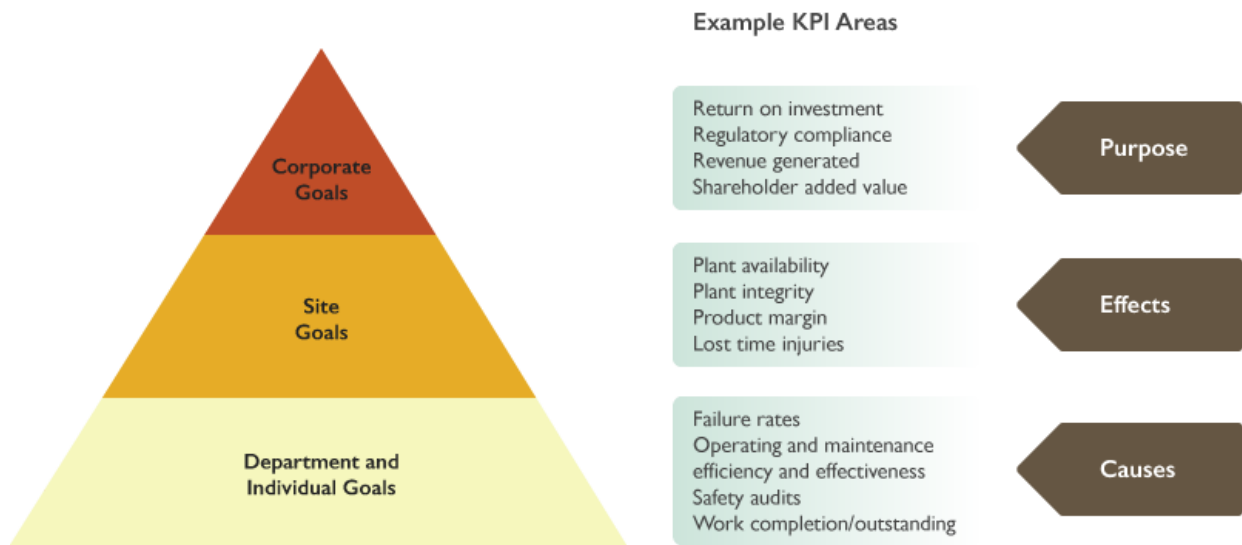 Example KPI Areas
Corporate
Goals
Return on investment
Regulatory compliance
Revenue generated
Shareholder added value
Purpose
Site
Goals
Plant availability
Plant integrity
Product margin
Lost time injuries
Effects
Department and
Individual Goals
Failure rates
Operating and maintenance
efficiency and effectiveness
Safety audits
Work completion/outstanding
Causes